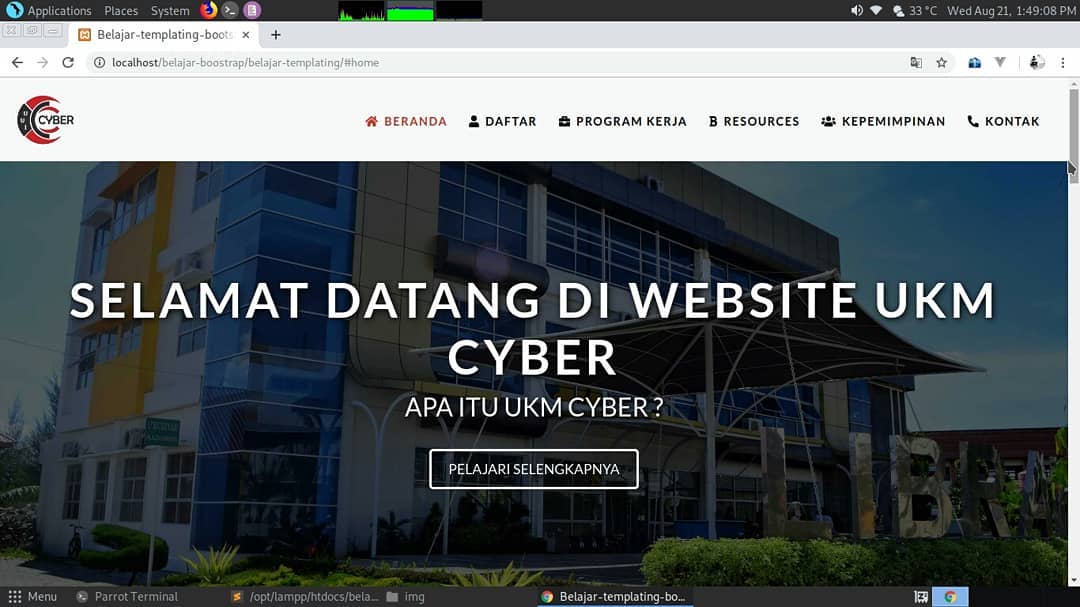 Applications Places System 33 °C Wed Aug 21, 1:49:08 PM
Belajar-templating-boots
localhost/belajar-boostrap/belajar-templating/#home
CYBER
BERANDA DAFTAR PROGRAM KERJA RESOURCES KEPEMIMPINAN KONTAK
SELAMAT DATANG DI WEBSITE UKM
CYBER
APA ITU UKM CYBER ?
PELAJARI SELENGKAPNYA
LIBRA
Menu Parrot Terminal /opt/lampp/htdocs/bela... img Belajar-templating-bo...